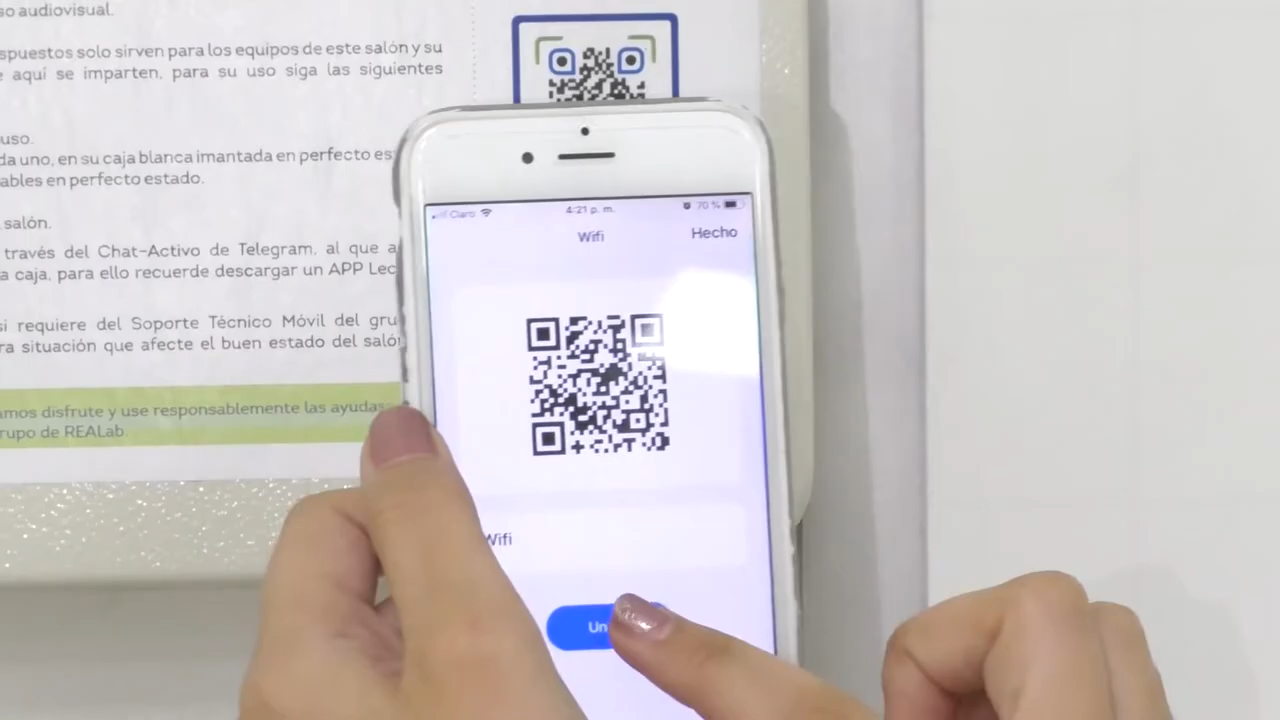 so audiovisual.
spuestos solo sirven para los equipos de este salón y su
e aquí se imparten, para su uso siga las siguientes
uso.
da uno, en su caja blanca imantada en perfecto es
ables en perfecto estado.
salón.
través del Chat-Activo de Telegram, al que a
a caja, para ello recuerde descargar un APP Lec
si requiere del Soporte Técnico Móvil del gru
ra situación que afecte el buen estado del saló
amos disfrute y use responsablemente las ayudas
rupo de REALab.
Claro 4:21 p. m. 70 %
Wifi Hecho
Wifi
Un